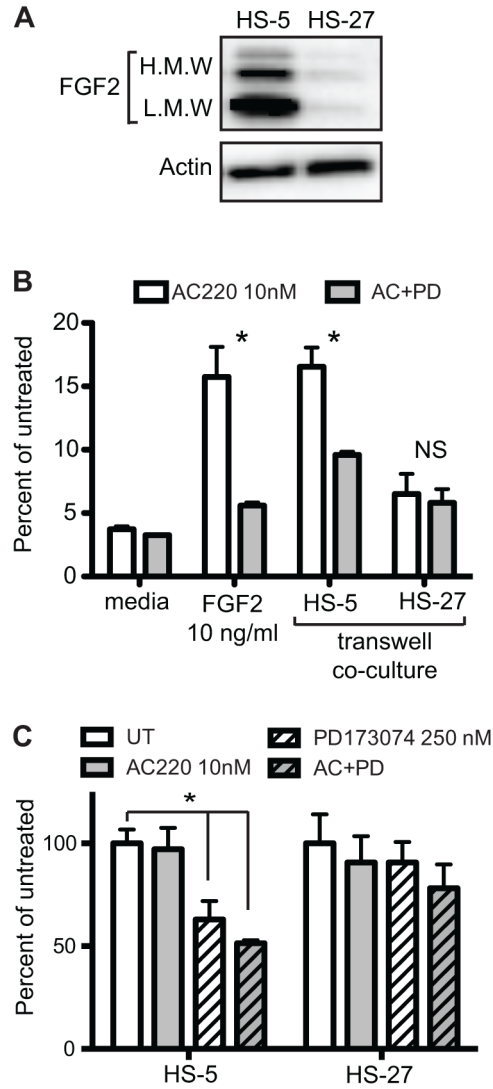 A
HS-5 HS-27
FGF2
H.M.W
L.M.W
Actin
B
AC220 10nM AC+PD
Percent of untreated
20
15
10
5
0
* * NS
media FGF2 HS-5 HS-27
10 ng/ml
transwell
co-culture
C
UT PD173074 250 nM
AC220 10nM AC+PD
Percent of untreated
100
50
0
*
HS-5 HS-27